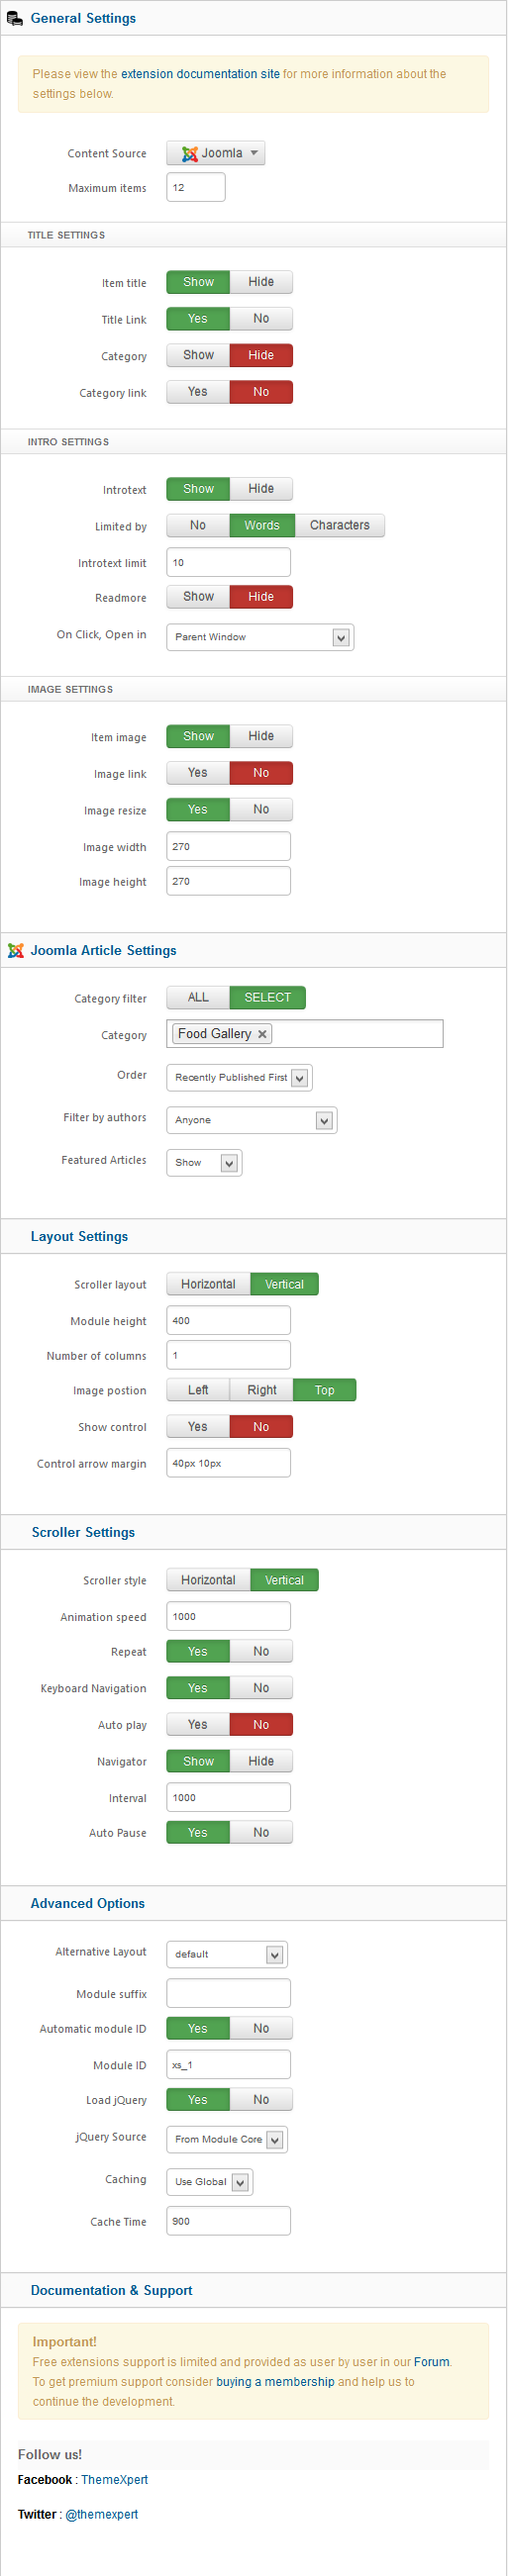 General Settings
Please view the extension documentation site for more information about the
settings below.
Content Source Joomla
Maximum items 12
TITLE SETTINGS
Item title Show Hide
Title Link Yes No
Category Show Hide
Category link Yes No
INTRO SETTINGS
Introtext Show Hide
Limited by No Words Characters
Introtext limit 10
Readmore Show Hide
On Click, Open in Parent Window
IMAGE SETTINGS
Item image Show Hide
Image link Yes No
Image resize Yes No
Image width 270
Image height 270
Joomla Article Settings
Category filter ALL SELECT
Category Food Gallery ×
Order Recently Published First
Filter by authors Anyone
Featured Articles Show
Layout Settings
Scroller layout Horizontal Vertical
Module height 400
Number of columns 1
Image postion Left Right Top
Show control Yes No
Control arrow margin 40px 10px
Scroller Settings
Scroller style Horizontal Vertical
Animation speed 1000
Repeat Yes No
Keyboard Navigation Yes No
Auto play Yes No
Navigator Show Hide
Interval 1000
Auto Pause Yes No
Advanced Options
Alternative Layout default
Module suffix
Automatic module ID Yes No
Module ID xs_1
Load jQuery Yes No
jQuery Source From Module Core
Caching Use Global
Cache Time 900
Documentation & Support
Important!
Free extensions support is limited and provided as user by user in our Forum.
To get premium support consider buying a membership and help us to
continue the development.
Follow us!
Facebook : ThemeXpert
Twitter : @themexpert